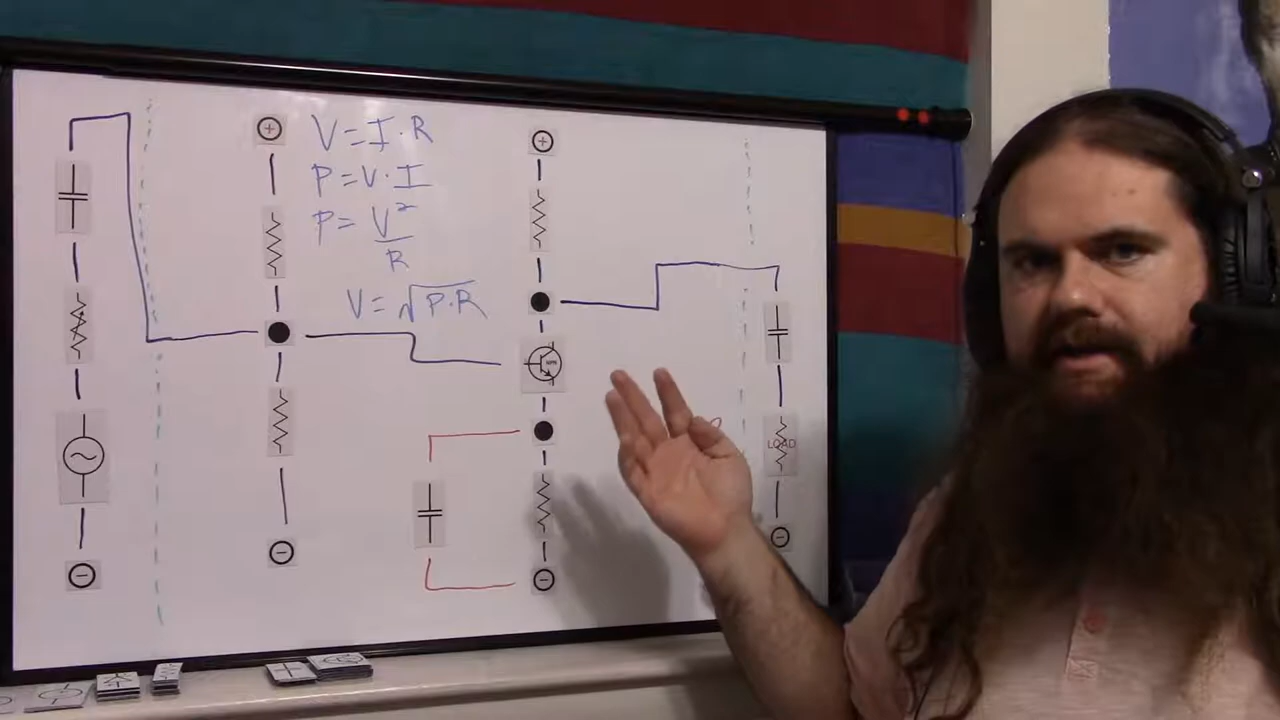 V = I · R
P = V · I
P = V²/R
V = √P·R
NPN
LOAD